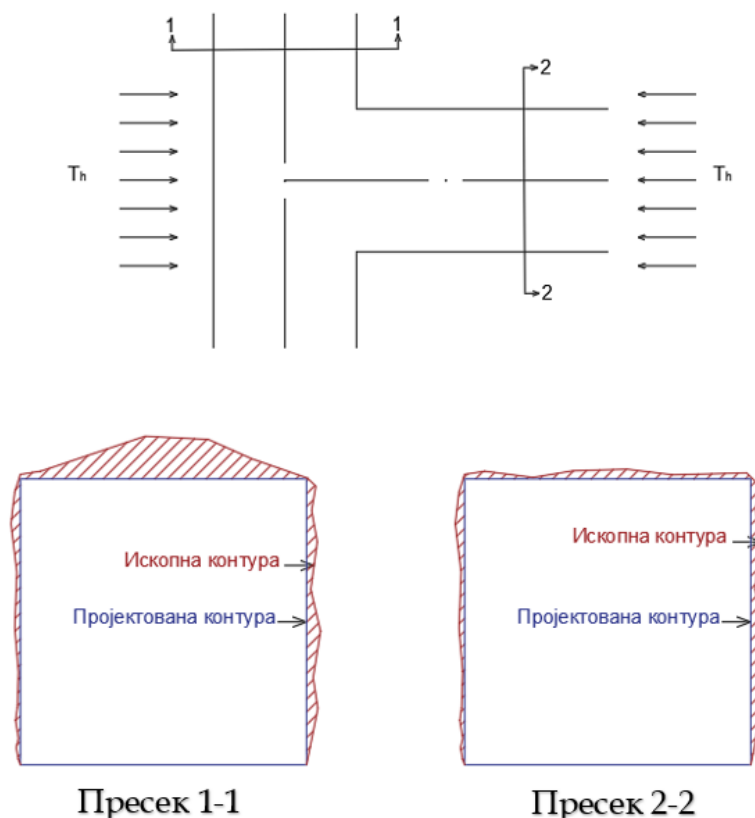 1
1
2
Th
Th
2
Ископна контура
Пројектована контура
Ископна контура
Пројектована контура
Пресек 1-1
Пресек 2-2